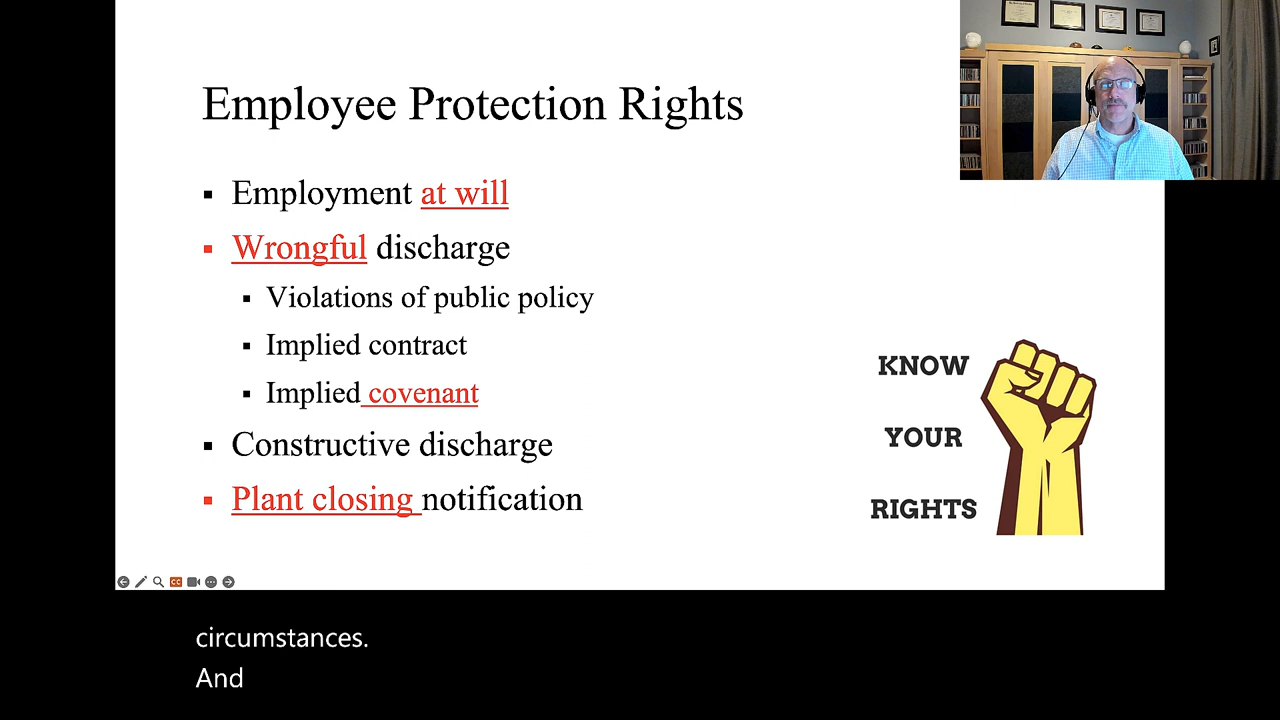 Employee Protection Rights
▪ Employment at will
▪ Wrongful discharge
▪ Violations of public policy
▪ Implied contract
▪ Implied covenant
▪ Constructive discharge
▪ Plant closing notification
KNOW
YOUR
RIGHTS
CC
circumstances.
And